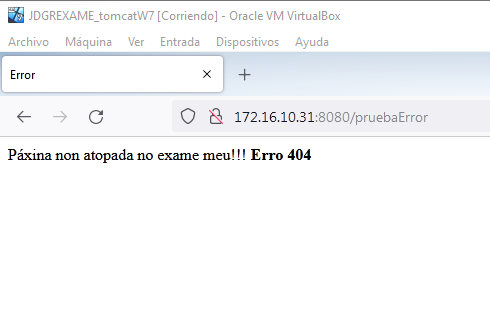 JDGREXAME_tomcatW7 [Corriendo] - Oracle VM VirtualBox
Archivo Máquina Ver Entrada Dispositivos Ayuda
Error
172.16.10.31:8080/pruebaError
Páxina non atopada no exame meu!!! Erro 404